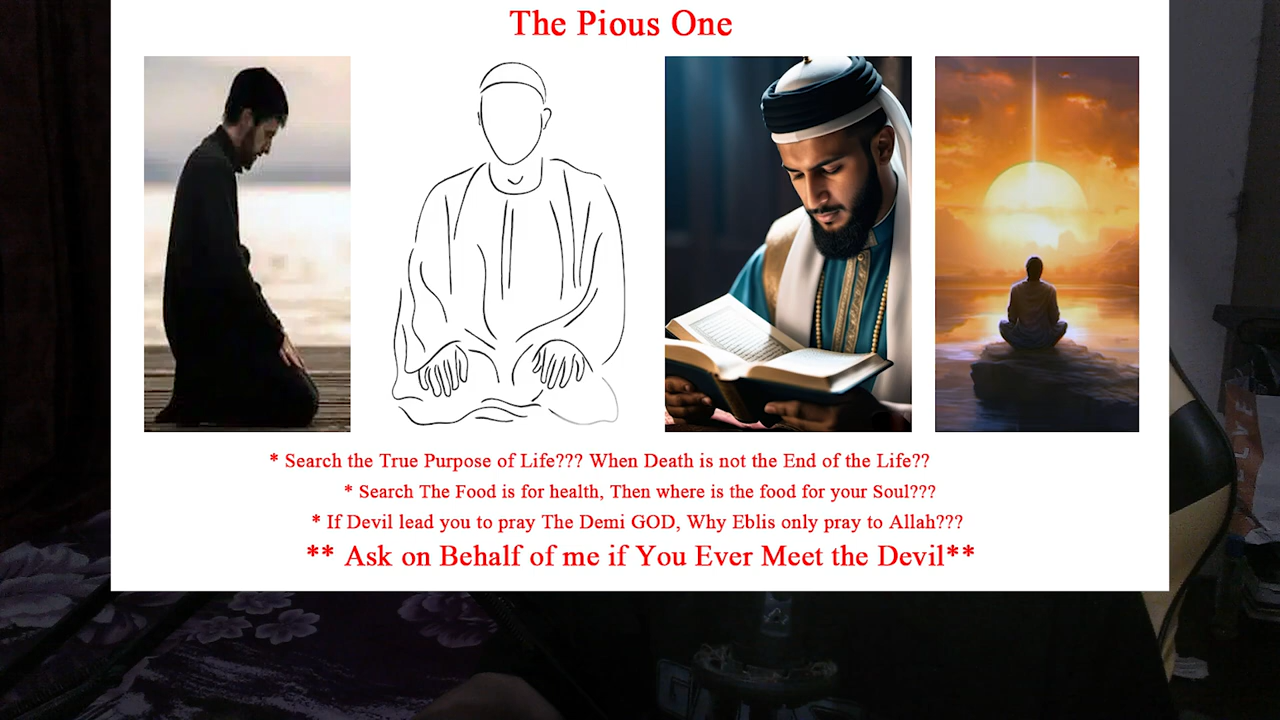 The Pious One
* Search the True Purpose of Life??? When Death is not the End of the Life??
* Search The Food is for health, Then where is the food for your Soul???
* If Devil lead you to pray The Demi GOD, Why Eblis only pray to Allah???
** Ask on Behalf of me if You Ever Meet the Devil**